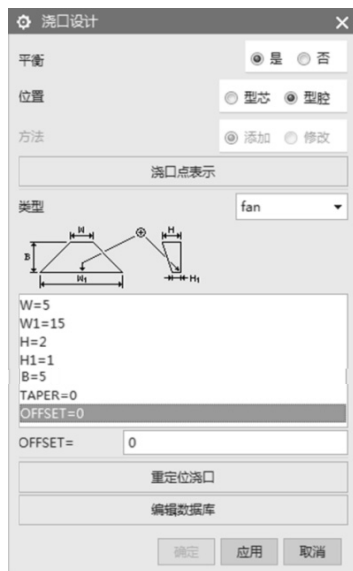 浇口设计
平衡 是 否
位置 型芯 型腔
方法 添加 修改
浇口点表示
类型 fan
W H
B
W₁ H₁
W=5
W1=15
H=2
H1=1
B=5
TAPER=0
OFFSET=0
OFFSET= 0
重定位浇口
编辑数据库
确定 应用 取消